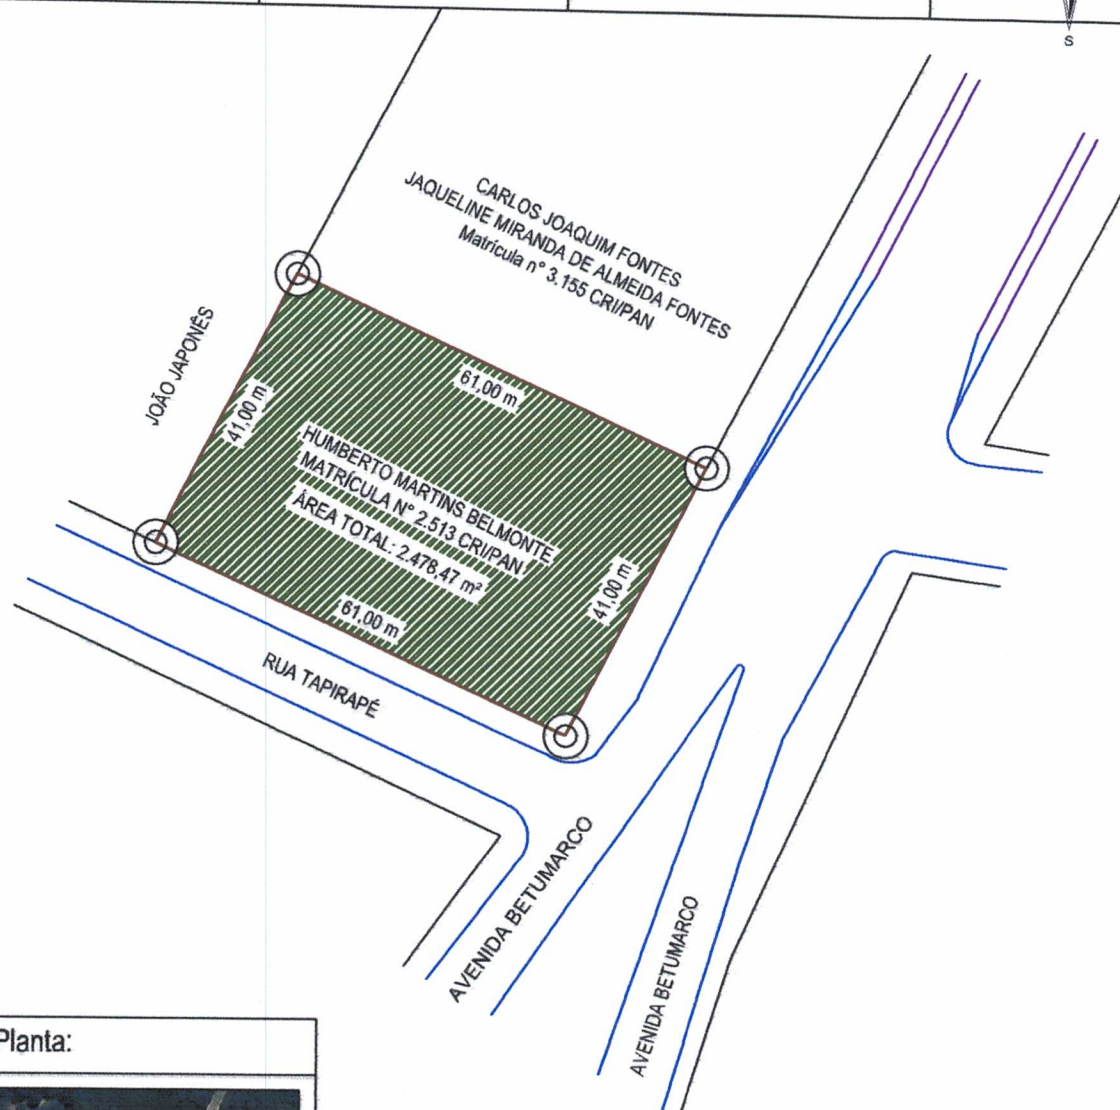 S
CARLOS JOAQUIM FONTES
JAQUELINE MIRANDA DE ALMEIDA FONTES
Matrícula n° 3.155 CRI/PAN
JOÃO JAPONÊS
61,00 m
41,00 m
HUMBERTO MARTINS BELMONTE
MATRÍCULA N° 2.513 CRI/PAN
ÁREA TOTAL: 2.478,47 m²
41,00 m
61,00 m
RUA TAPIRAPÉ
AVENIDA BETUMARCO
AVENIDA BETUMARCO
Planta: